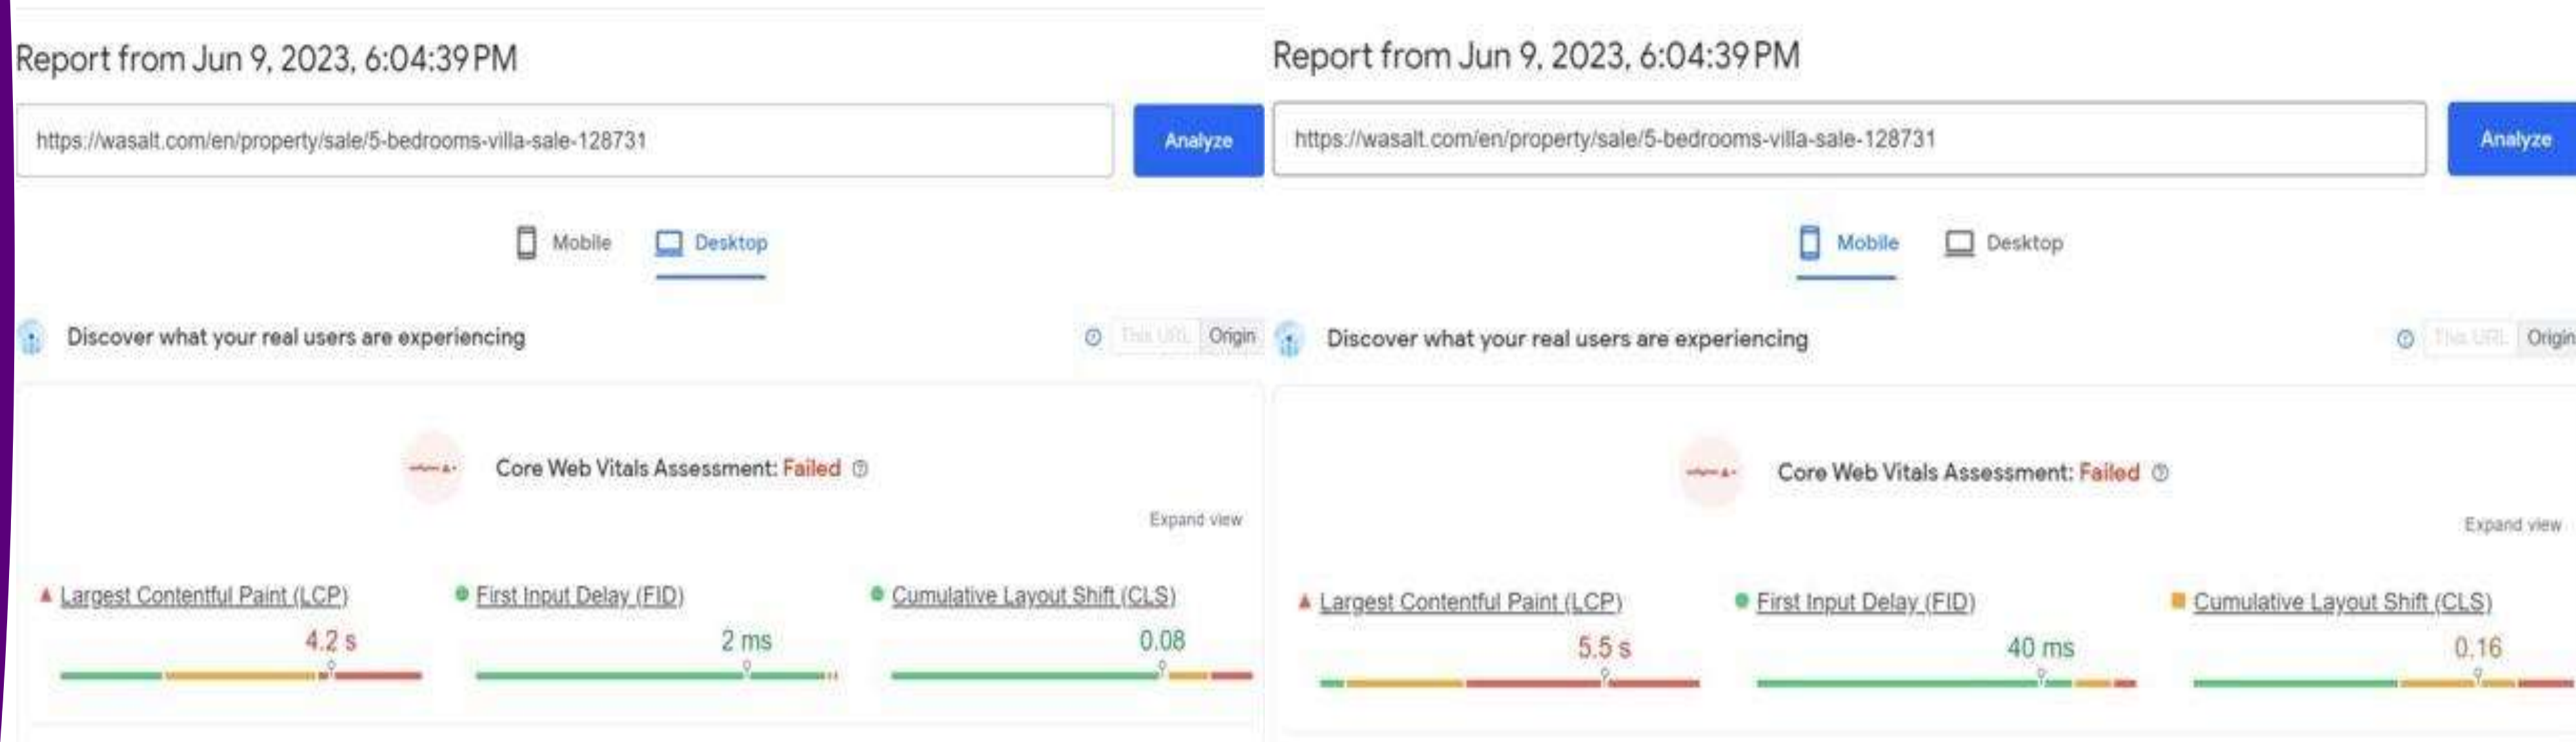 Report from Jun 9, 2023, 6:04:39 PM
https://wasalt.com/en/property/sale/5-bedrooms-villa-sale-128731
Analyze
Mobile
Desktop
Discover what your real users are experiencing
This URL
Origin
Core Web Vitals Assessment: Failed
Expand view
Largest Contentful Paint (LCP)
4.2 s
First Input Delay (FID)
2 ms
Cumulative Layout Shift (CLS)
0.08
Report from Jun 9, 2023, 6:04:39 PM
https://wasalt.com/en/property/sale/5-bedrooms-villa-sale-128731
Analyze
Mobile
Desktop
Discover what your real users are experiencing
This URL
Origin
Core Web Vitals Assessment: Failed
Expand view
Largest Contentful Paint (LCP)
5.5 s
First Input Delay (FID)
40 ms
Cumulative Layout Shift (CLS)
0.16